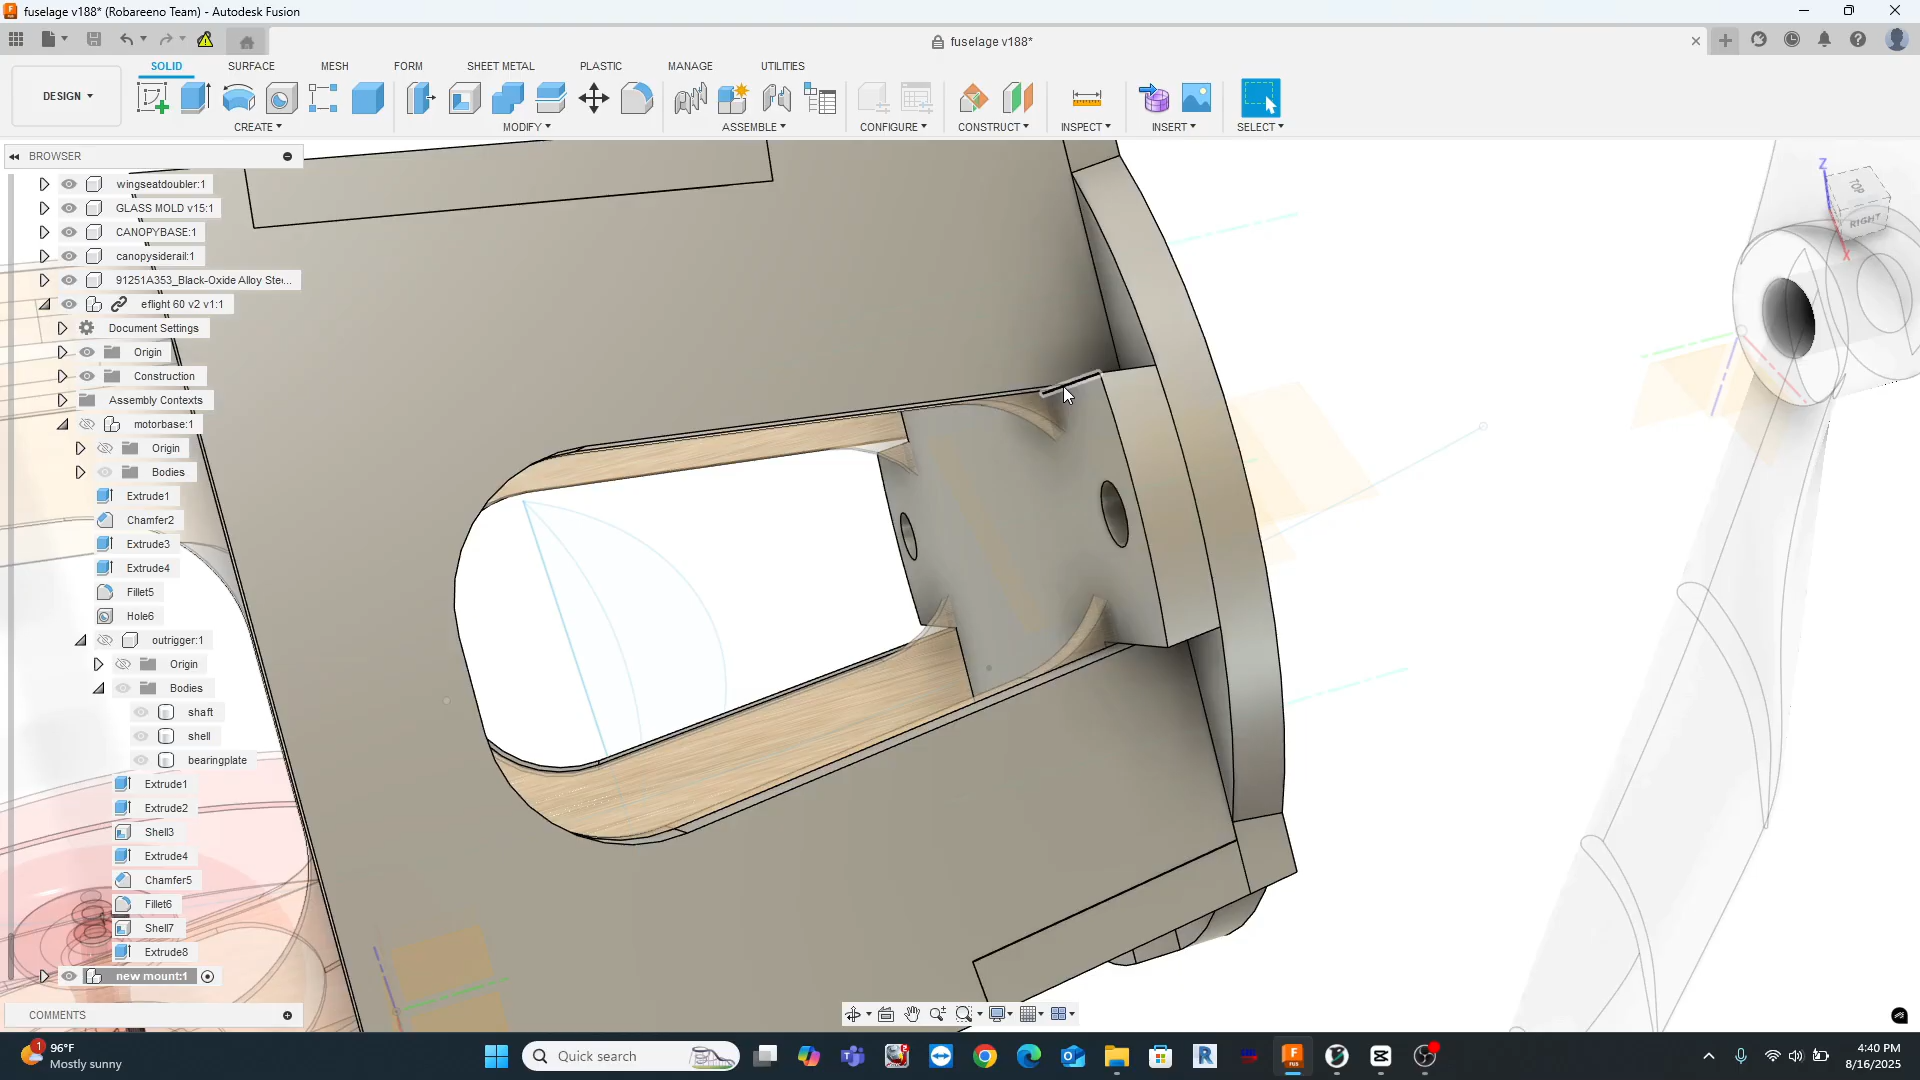 fuselage v188* (Robareeno Team) - Autodesk Fusion
fuselage v188*
DESIGN
SOLID
SURFACE
MESH
FORM
SHEET METAL
PLASTIC
MANAGE
UTILITIES
CREATE
MODIFY
ASSEMBLE
CONFIGURE
CONSTRUCT
INSPECT
INSERT
SELECT
BROWSER
wingseatdoubler:1
GLASS MOLD v15:1
CANOPYBASE:1
canopysiderail:1
91251A353_Black-Oxide Alloy Ste...
eflight 60 v2 v1:1
Document Settings
Origin
Construction
Assembly Contexts
motorbase:1
Origin
Bodies
Extrude1
Chamfer2
Extrude3
Extrude4
Fillet5
Hole6
outrigger:1
Origin
Bodies
shaft
shell
bearingplate
Extrude1
Extrude2
Shell3
Extrude4
Chamfer5
Fillet6
Shell7
Extrude8
new mount:1
COMMENTS
Z
TOP
RIGHT
X
1
96°F
Mostly sunny
Quick search
4:40 PM
8/16/2025